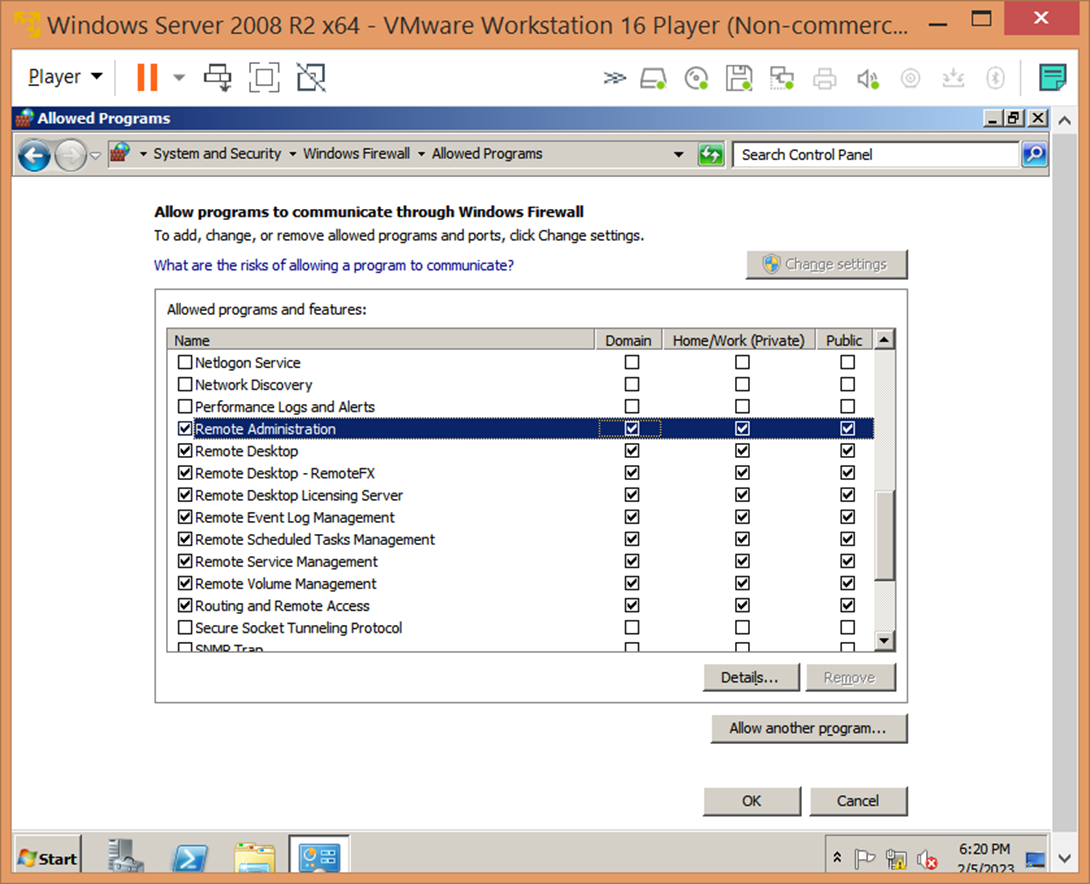 Windows Server 2008 R2 x64 - VMware Workstation 16 Player (Non-commerc...
Player
Allowed Programs
System and Security Windows Firewall Allowed Programs Search Control Panel
Allow programs to communicate through Windows Firewall
To add, change, or remove allowed programs and ports, click Change settings.
What are the risks of allowing a program to communicate? Change settings
Allowed programs and features:
Name Domain Home/Work (Private) Public
Netlogon Service
Network Discovery
Performance Logs and Alerts
Remote Administration
Remote Desktop
Remote Desktop - RemoteFX
Remote Desktop Licensing Server
Remote Event Log Management
Remote Scheduled Tasks Management
Remote Service Management
Remote Volume Management
Routing and Remote Access
Secure Socket Tunneling Protocol
SNMP Trap
Details... Remove
Allow another program...
OK Cancel
Start 6:20 PM
2/5/2023